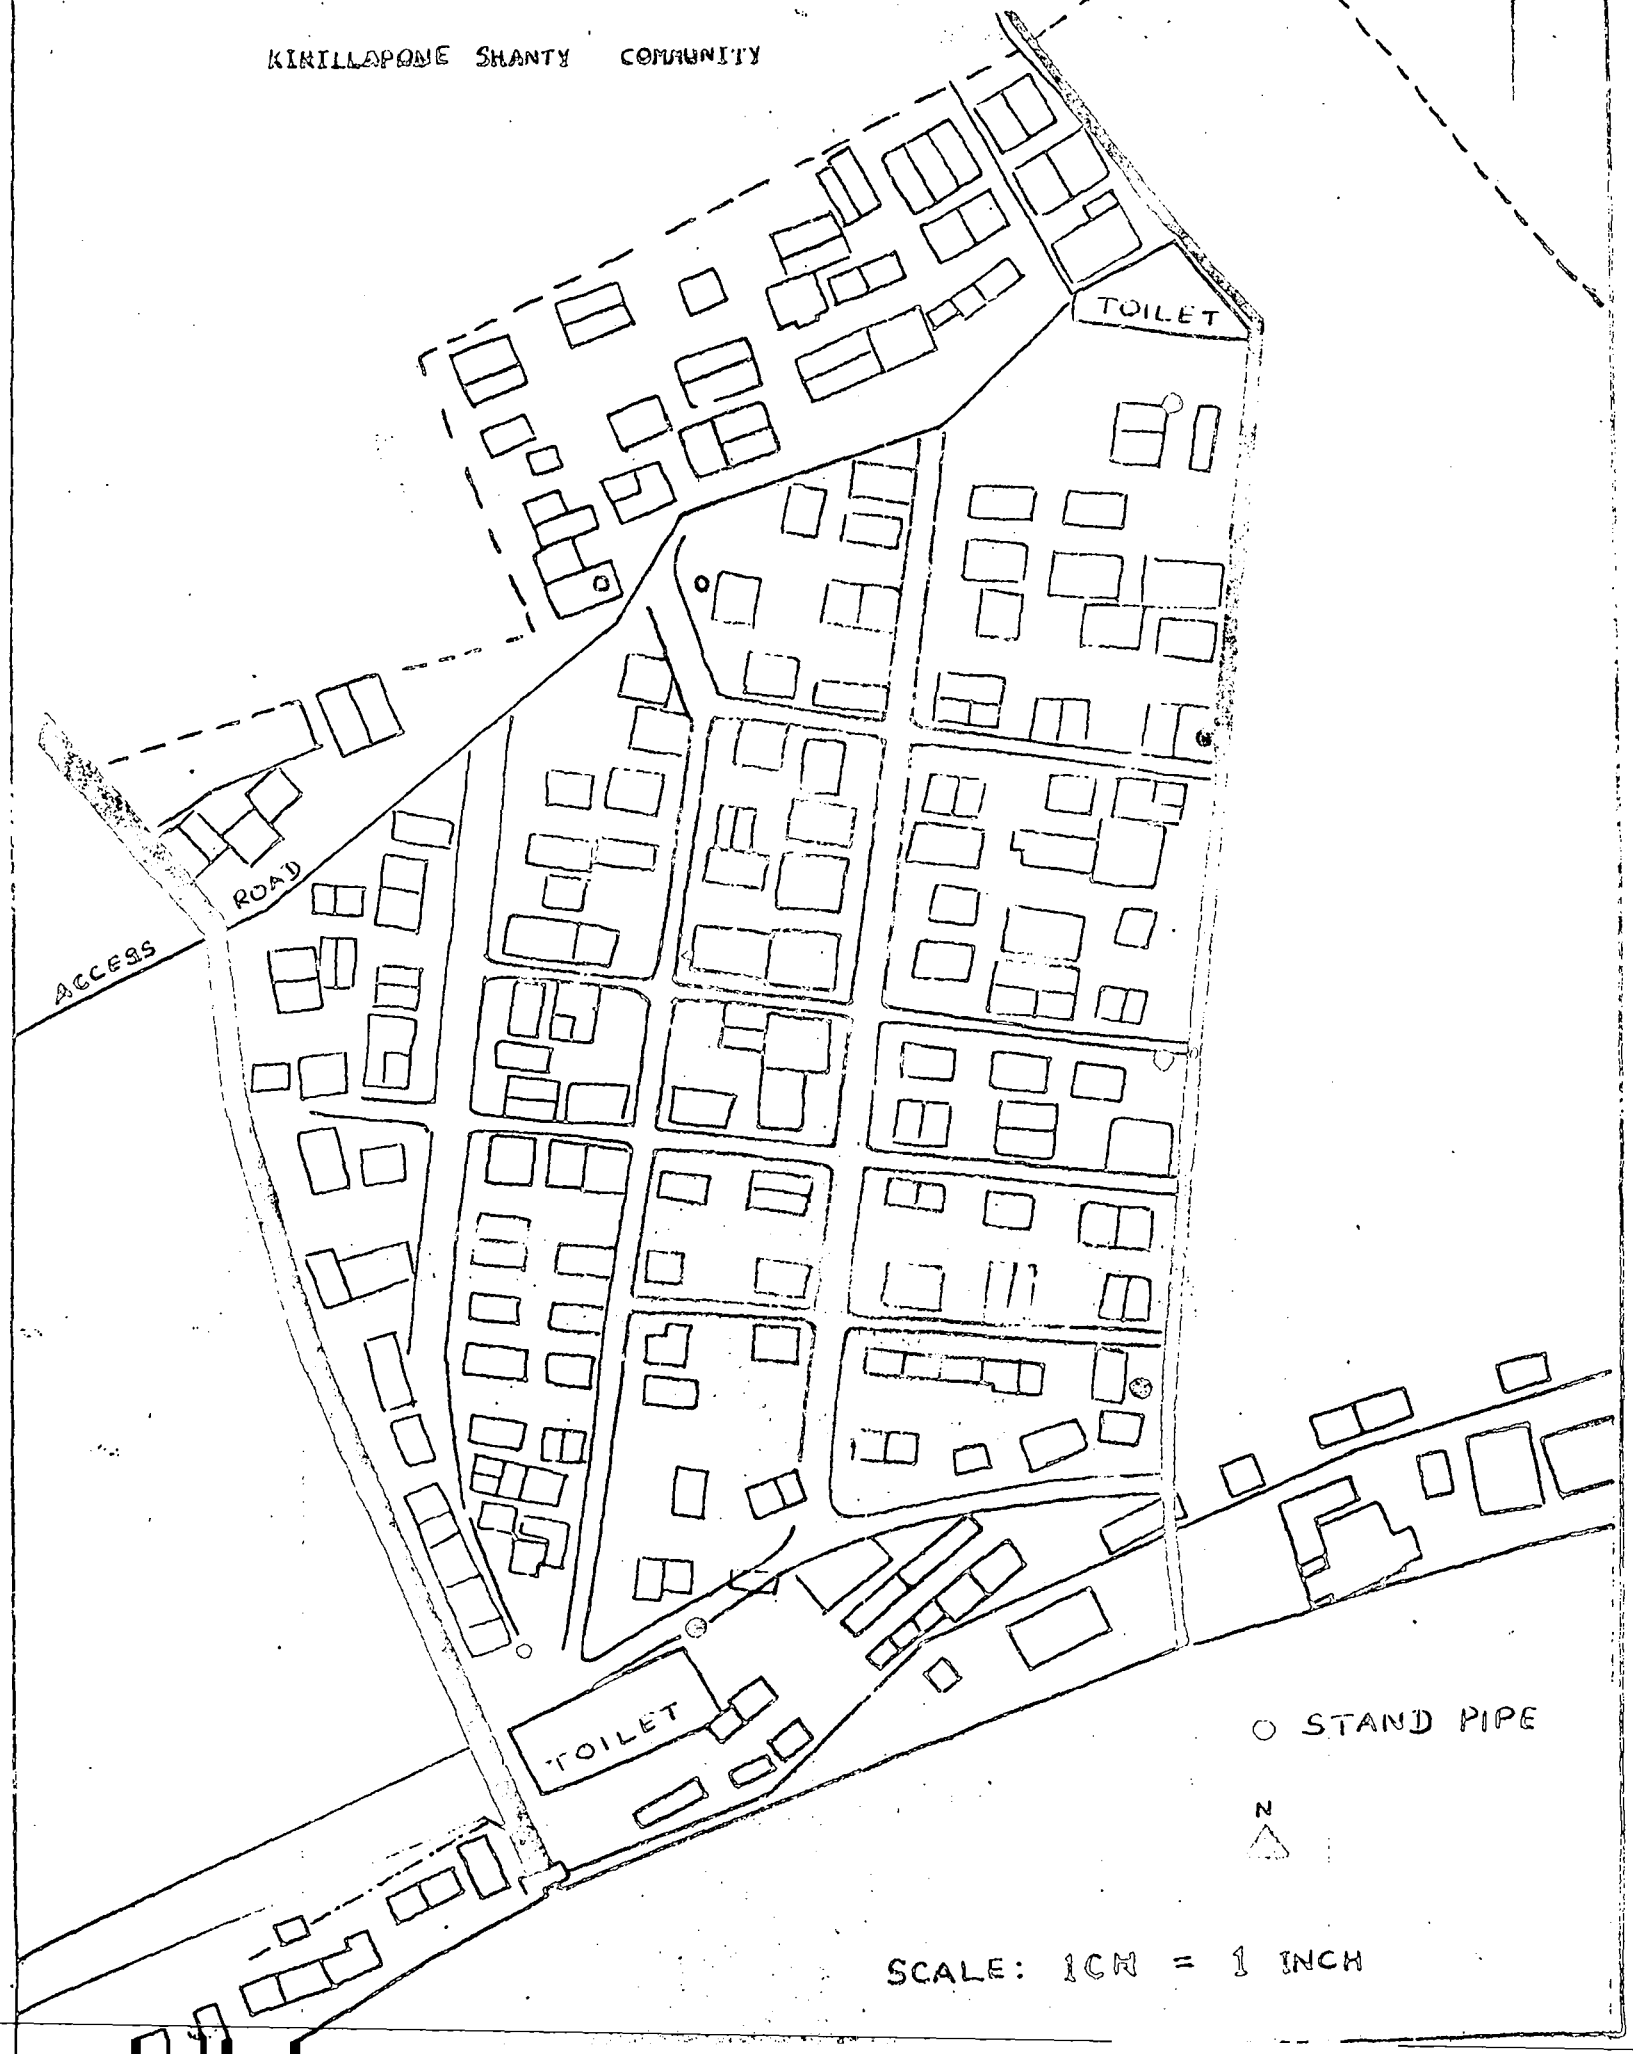 KIRILLAPONE SHANTY COMMUNITY
TOILET
ROAD
ACCESS
TOILET
STAND PIPE
N
SCALE: 1CM = 1 INCH